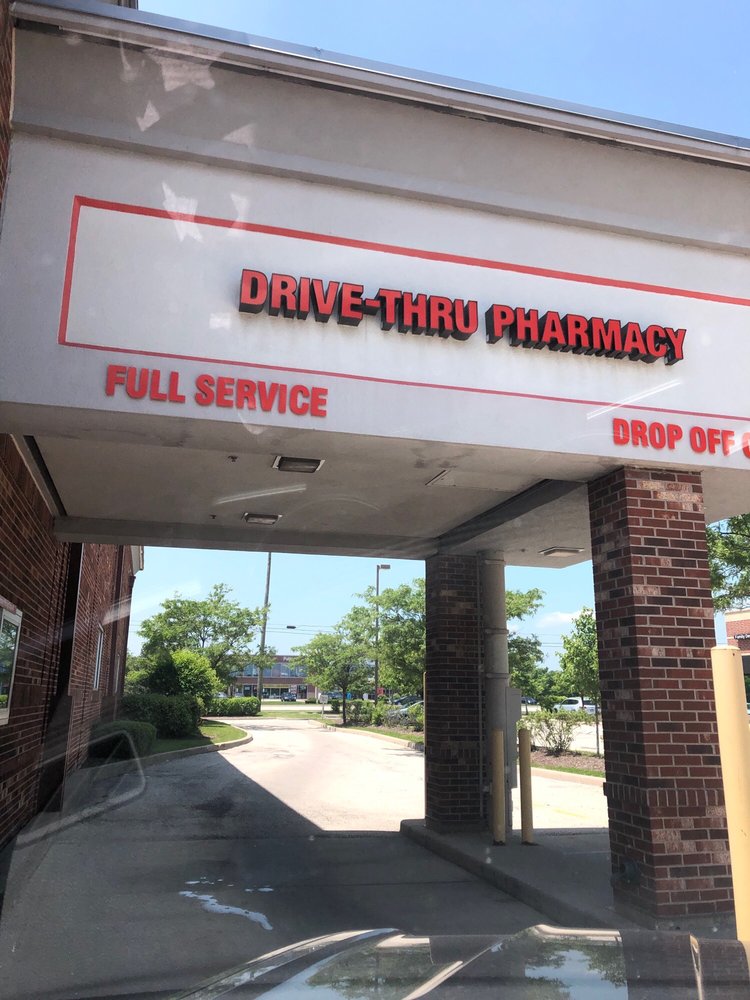 DRIVE-THRU PHARMACY
FULL SERVICE
DROP OFF